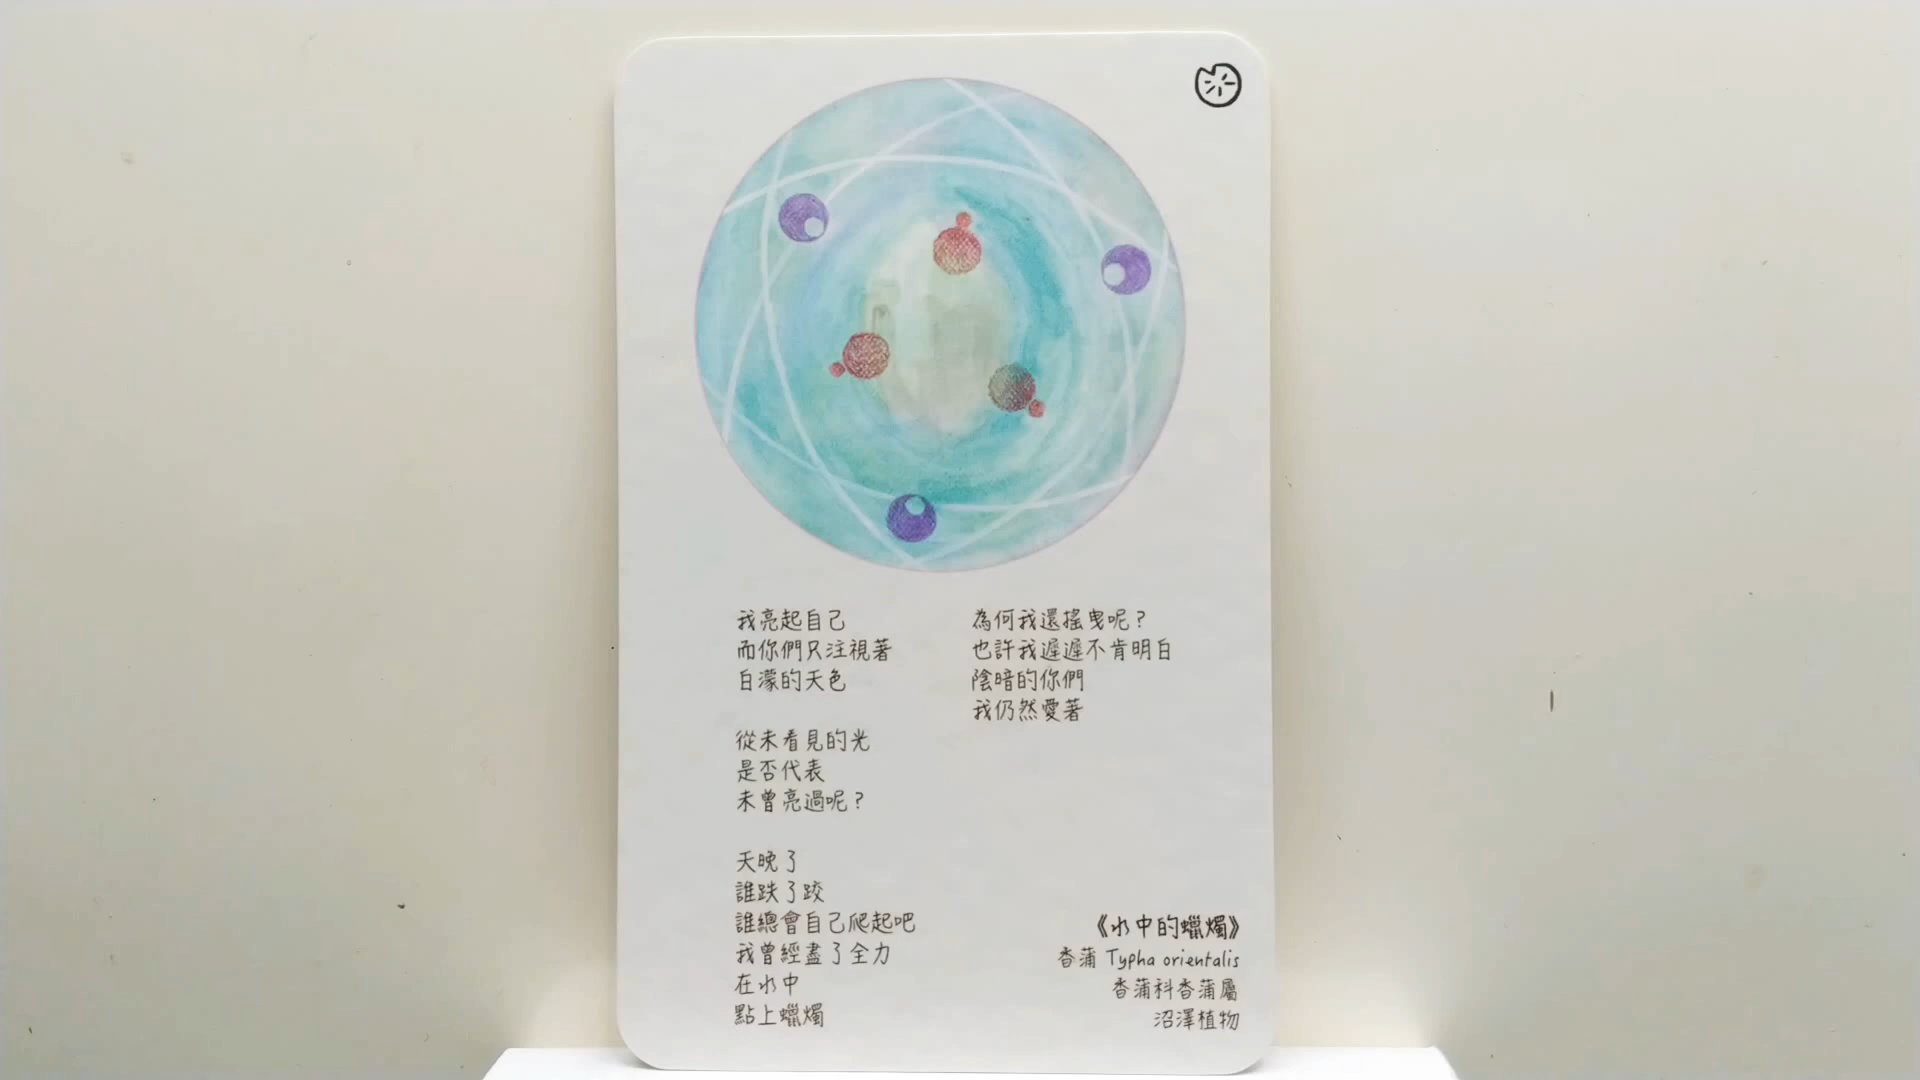 我亮起自己
而你們只注視著
白濛的天色
從未看見的光
是否代表
未曾亮過呢？
天晚了
誰跌了跤
誰總會自己爬起吧
我曾經盡了全力
在水中
點上蠟燭
為何我還搖曳呢？
也許我遲遲不肯明白
陰暗的你們
我仍然愛著
《水中的蠟燭》
香蒲 Typha orientalis
香蒲科香蒲屬
沼澤植物